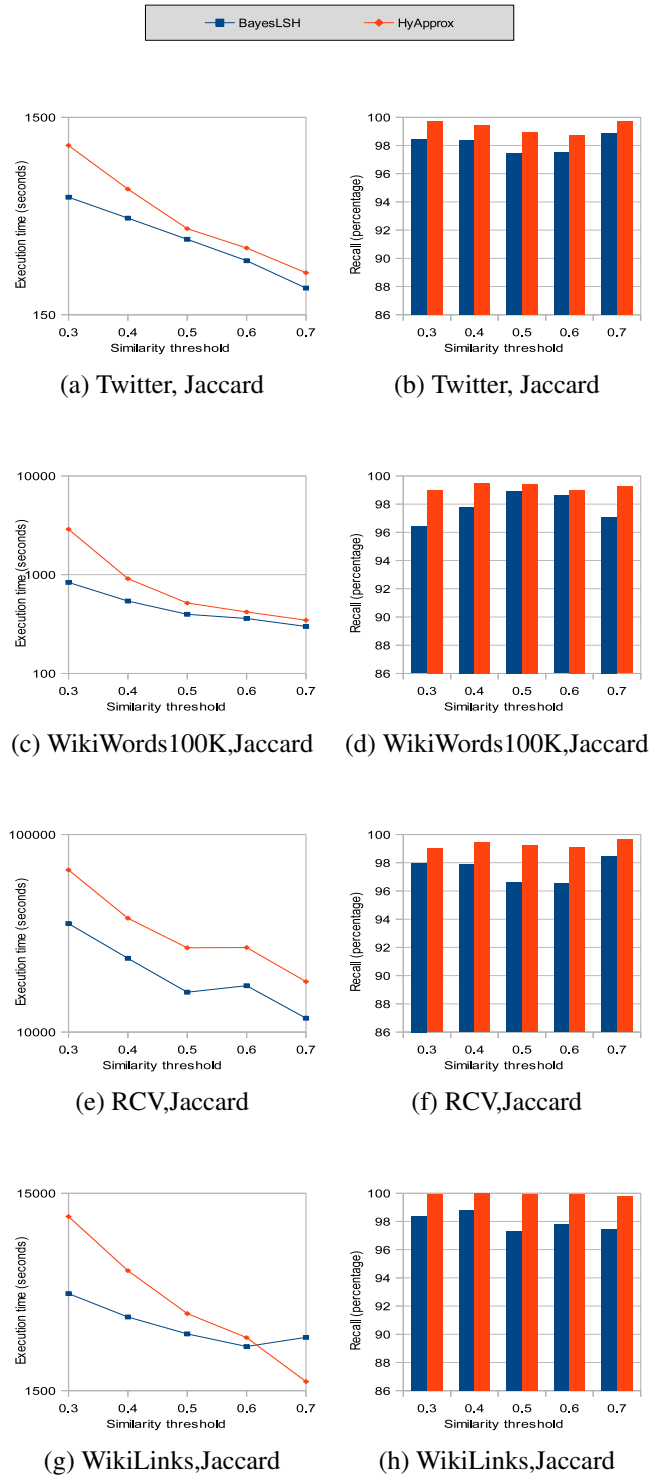 BayesLSH HyApprox
1500
150
Execution time (seconds)
0.3 0.4 0.5 0.6 0.7
Similarity threshold
(a) Twitter, Jaccard
100
98
96
94
92
90
88
86
Recall (percentage)
0.3 0.4 0.5 0.6 0.7
Similarity threshold
(b) Twitter, Jaccard
10000
1000
100
Execution time (seconds)
0.3 0.4 0.5 0.6 0.7
Similarity threshold
(c) WikiWords100K,Jaccard
100
98
96
94
92
90
88
86
Recall (percentage)
0.3 0.4 0.5 0.6 0.7
Similarity threshold
(d) WikiWords100K,Jaccard
100000
10000
Execution time (seconds)
0.3 0.4 0.5 0.6 0.7
Similarity threshold
(e) RCV,Jaccard
100
98
96
94
92
90
88
86
Recall (percentage)
0.3 0.4 0.5 0.6 0.7
Similarity threshold
(f) RCV,Jaccard
15000
1500
Execution time (seconds)
0.3 0.4 0.5 0.6 0.7
Similarity threshold
(g) WikiLinks,Jaccard
100
98
96
94
92
90
88
86
Recall (percentage)
0.3 0.4 0.5 0.6 0.7
Similarity threshold
(h) WikiLinks,Jaccard